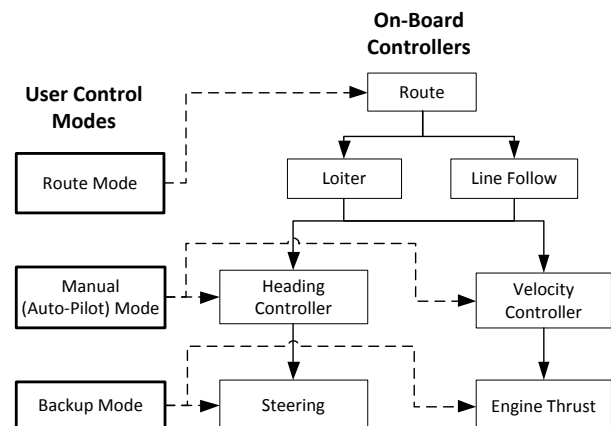 On-Board
Controllers
User Control
Modes
Route
Route Mode
Loiter
Line Follow
Manual
(Auto-Pilot) Mode
Heading
Controller
Velocity
Controller
Backup Mode
Steering
Engine Thrust